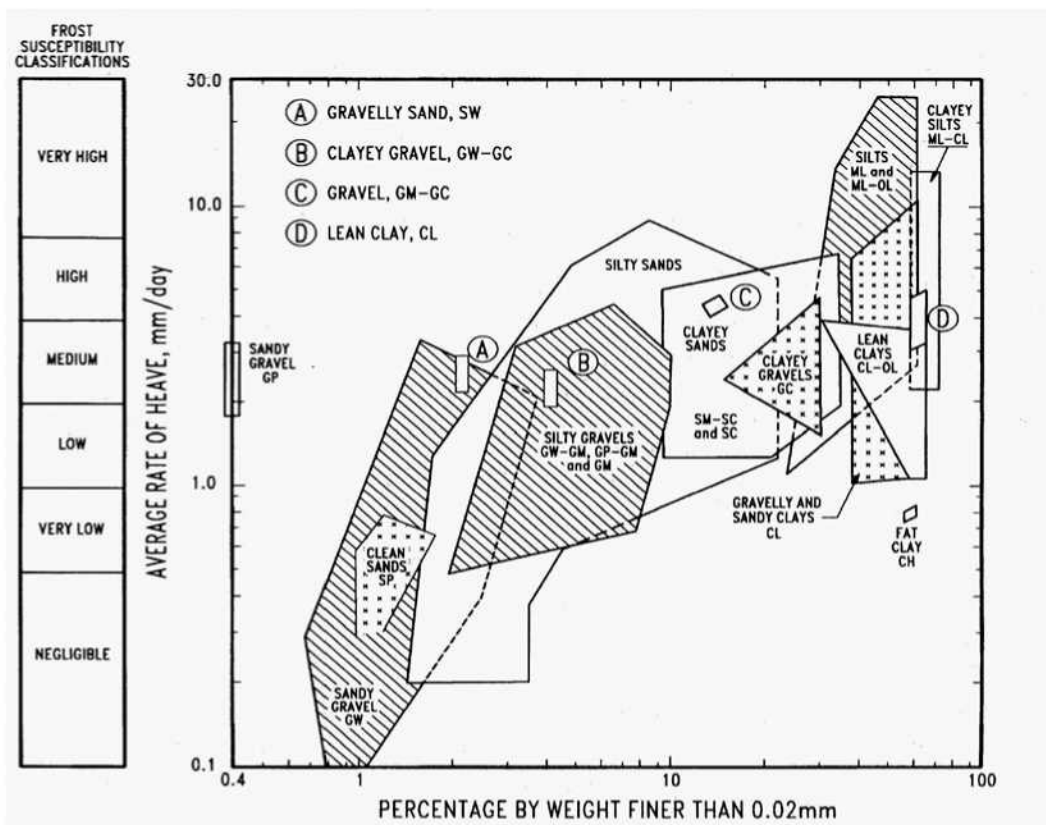 FROST
SUSCEPTIBILITY
CLASSIFICATIONS
VERY HIGH
HIGH
MEDIUM
LOW
VERY LOW
NEGLIGIBLE
AVERAGE RATE OF HEAVE, mm/day
30.0
10.0
1.0
0.1
A GRAVELLY SAND, SW
B CLAYEY GRAVEL, GW-GC
C GRAVEL, GM-GC
D LEAN CLAY, CL
SANDY
GRAVEL
GP
A
B
SILTY SANDS
C
CLAYEY
SANDS
SM-SC
and SC
CLAYEY
GRAVELS
GC
SILTY GRAVELS
GW-GM, GP-GM
and GM
CLEAN
SANDS
SP
SANDY
GRAVEL
GW
SILTS
ML and
ML-OL
CLAYEY
SILTS
ML-CL
D
LEAN
CLAYS
CL-OL
GRAVELLY AND
SANDY CLAYS
CL
FAT
CLAY
CH
0.4
1
10
100
PERCENTAGE BY WEIGHT FINER THAN 0.02mm